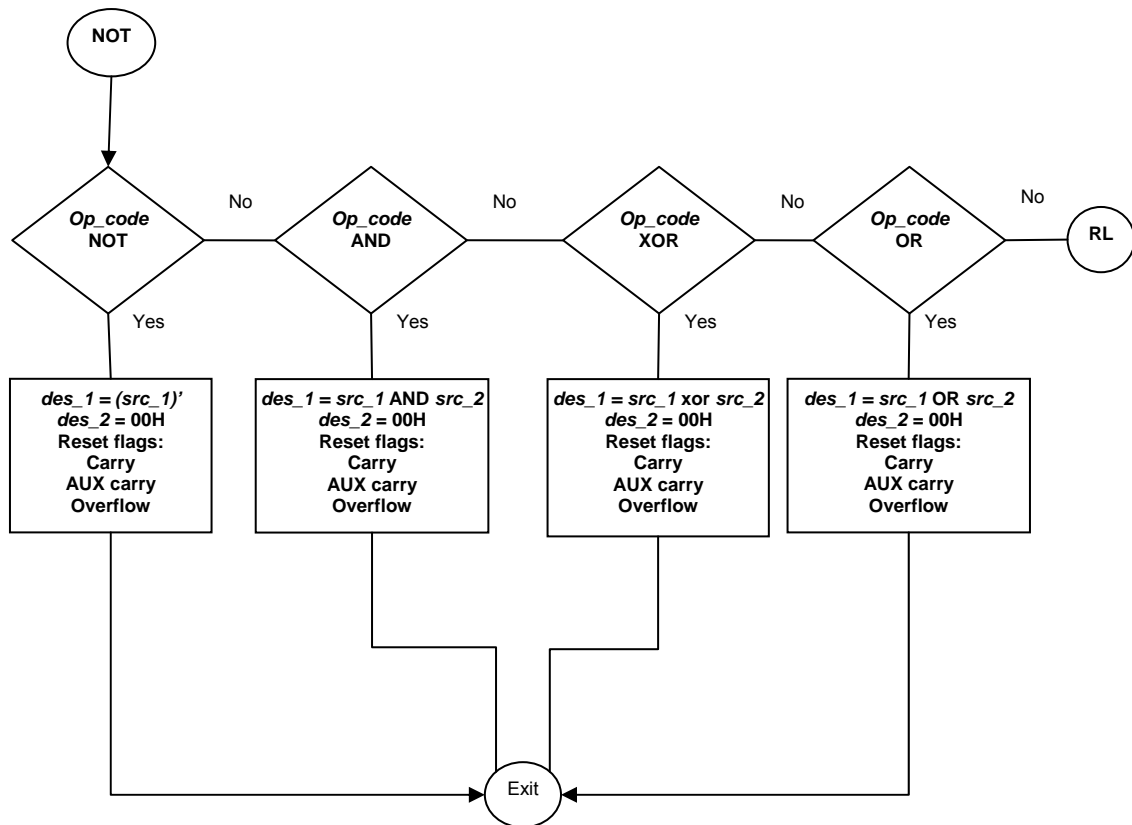 NOT
Op_code
NOT
No
Op_code
AND
No
Op_code
XOR
No
Op_code
OR
No
RL
Yes
Yes
Yes
Yes
des_1 = (src_1)’
des_2 = 00H
Reset flags:
Carry
AUX carry
Overflow
des_1 = src_1 AND src_2
des_2 = 00H
Reset flags:
Carry
AUX carry
Overflow
des_1 = src_1 xor src_2
des_2 = 00H
Reset flags:
Carry
AUX carry
Overflow
des_1 = src_1 OR src_2
des_2 = 00H
Reset flags:
Carry
AUX carry
Overflow
Exit